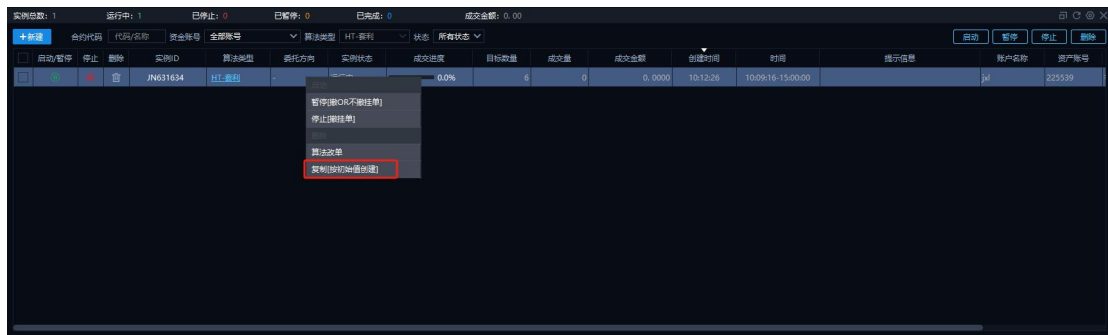 实例总数: 1 运行中: 1 已停止: 0 已暂停: 0 已完成: 0 成交金额: 0.00
+新建 合约代码 代码/名称 资金账号 全部账号 算法类型 HT-套利 状态 所有状态 启动 暂停 停止 删除
启动/暂停 停止 删除 实例ID 算法类型 委托方向 实例状态 成交进度 目标数量 成交量 成交金额 创建时间 时间 提示信息 账户名称 资产账号
JN631634 HT-套利 - 运行中 0.0% 6 0 0.0000 10:12:26 10:09:16-15:00:00 jxl 225539
暂停[撤OR不撤挂单]
停止[撤挂单]
删除
算法改单
复制[按初始值创建]